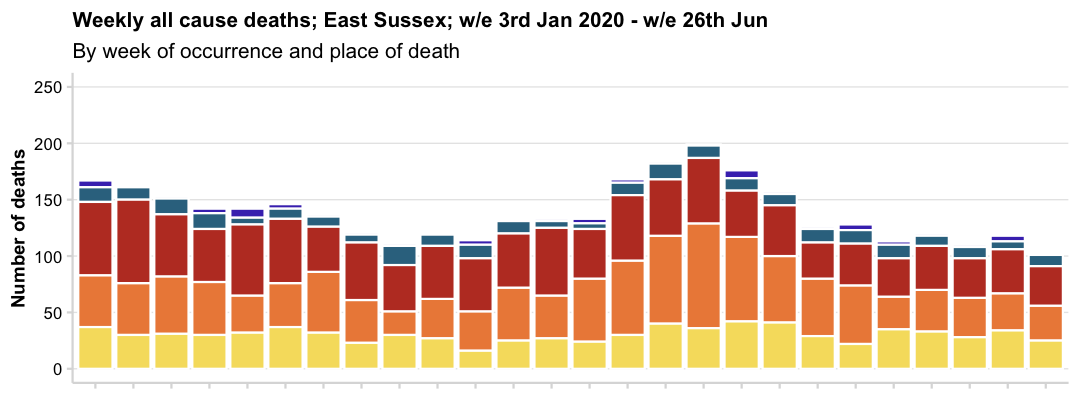 Weekly all cause deaths; East Sussex; w/e 3rd Jan 2020 - w/e 26th Jun
By week of occurrence and place of death
250
200
150
100
50
0
Number of deaths